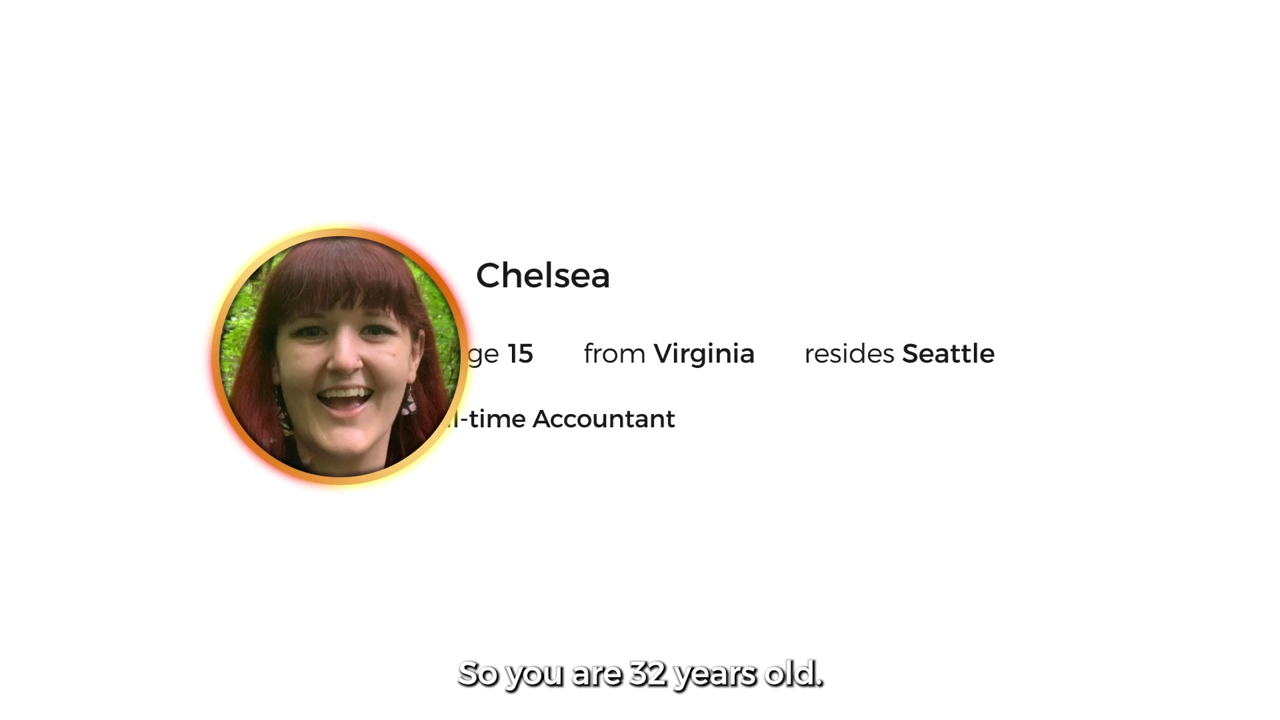 Chelsea
ge 15 from Virginia resides Seattle
l-time Accountant
So you are 32 years old.